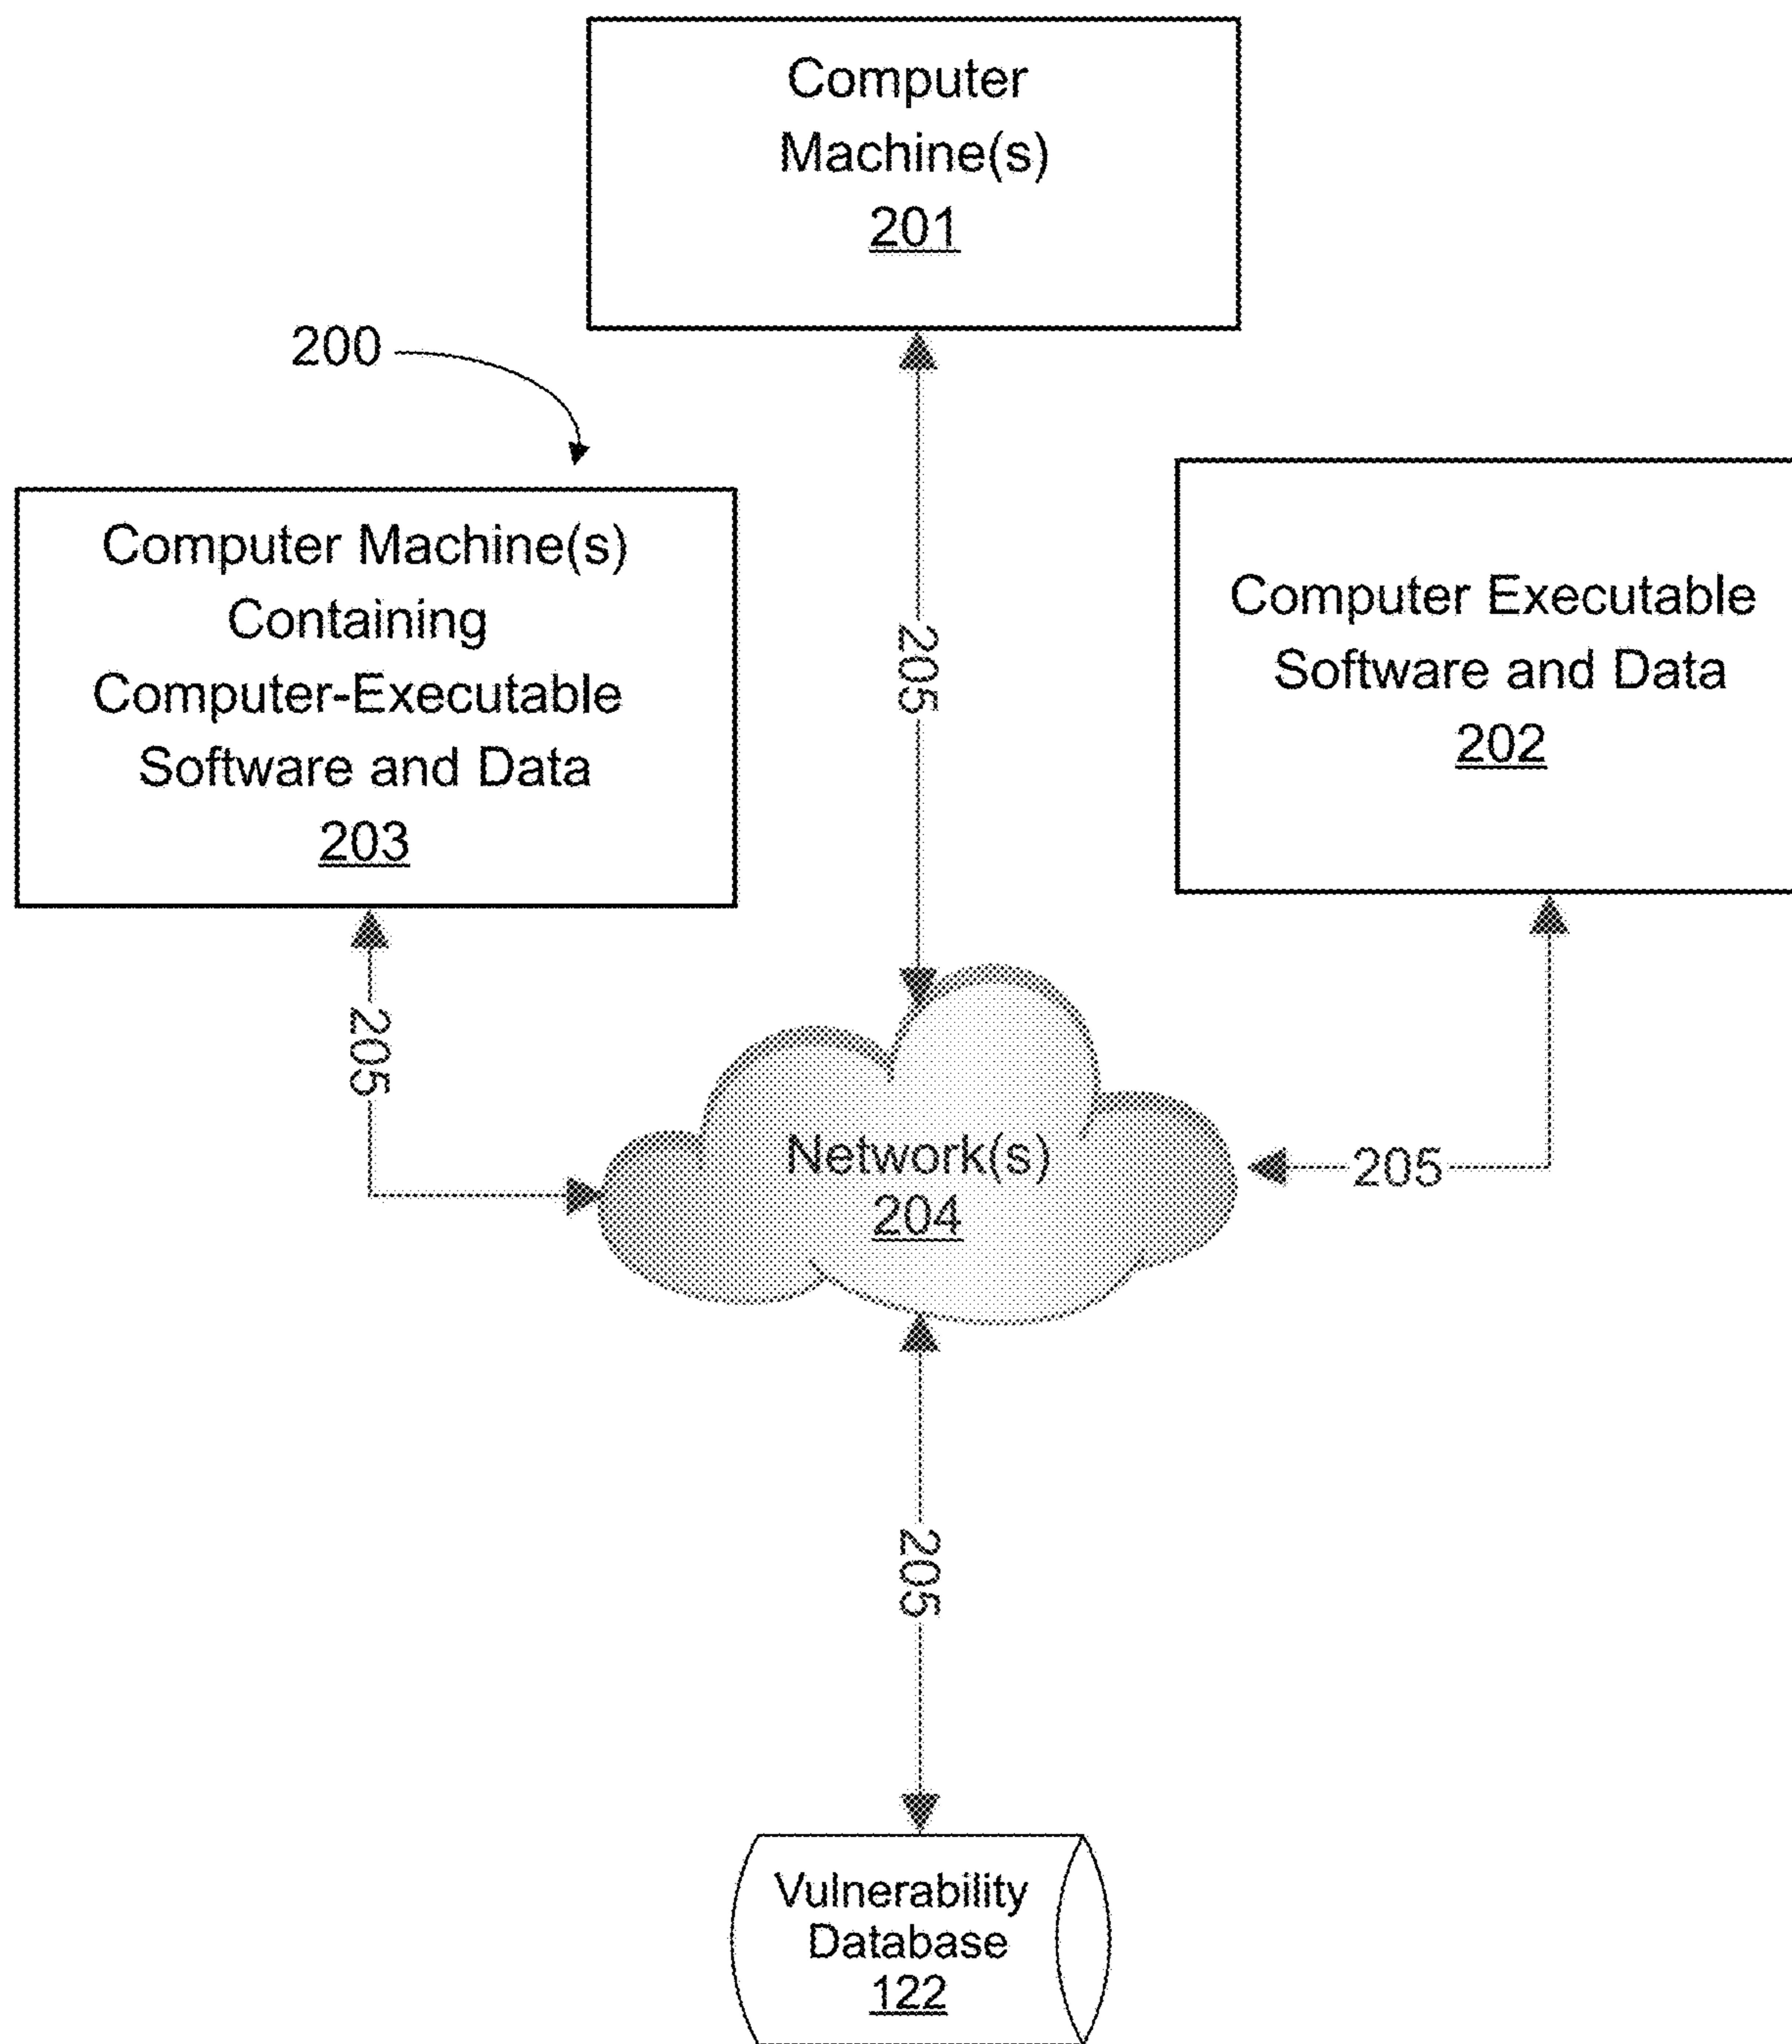 Computer
Machine(s)
201
200
Computer Machine(s)
Containing
Computer-Executable
Software and Data
203
205
Computer Executable
Software and Data
202
205
Network(s)
204
205
205
Vulnerability
Database
122